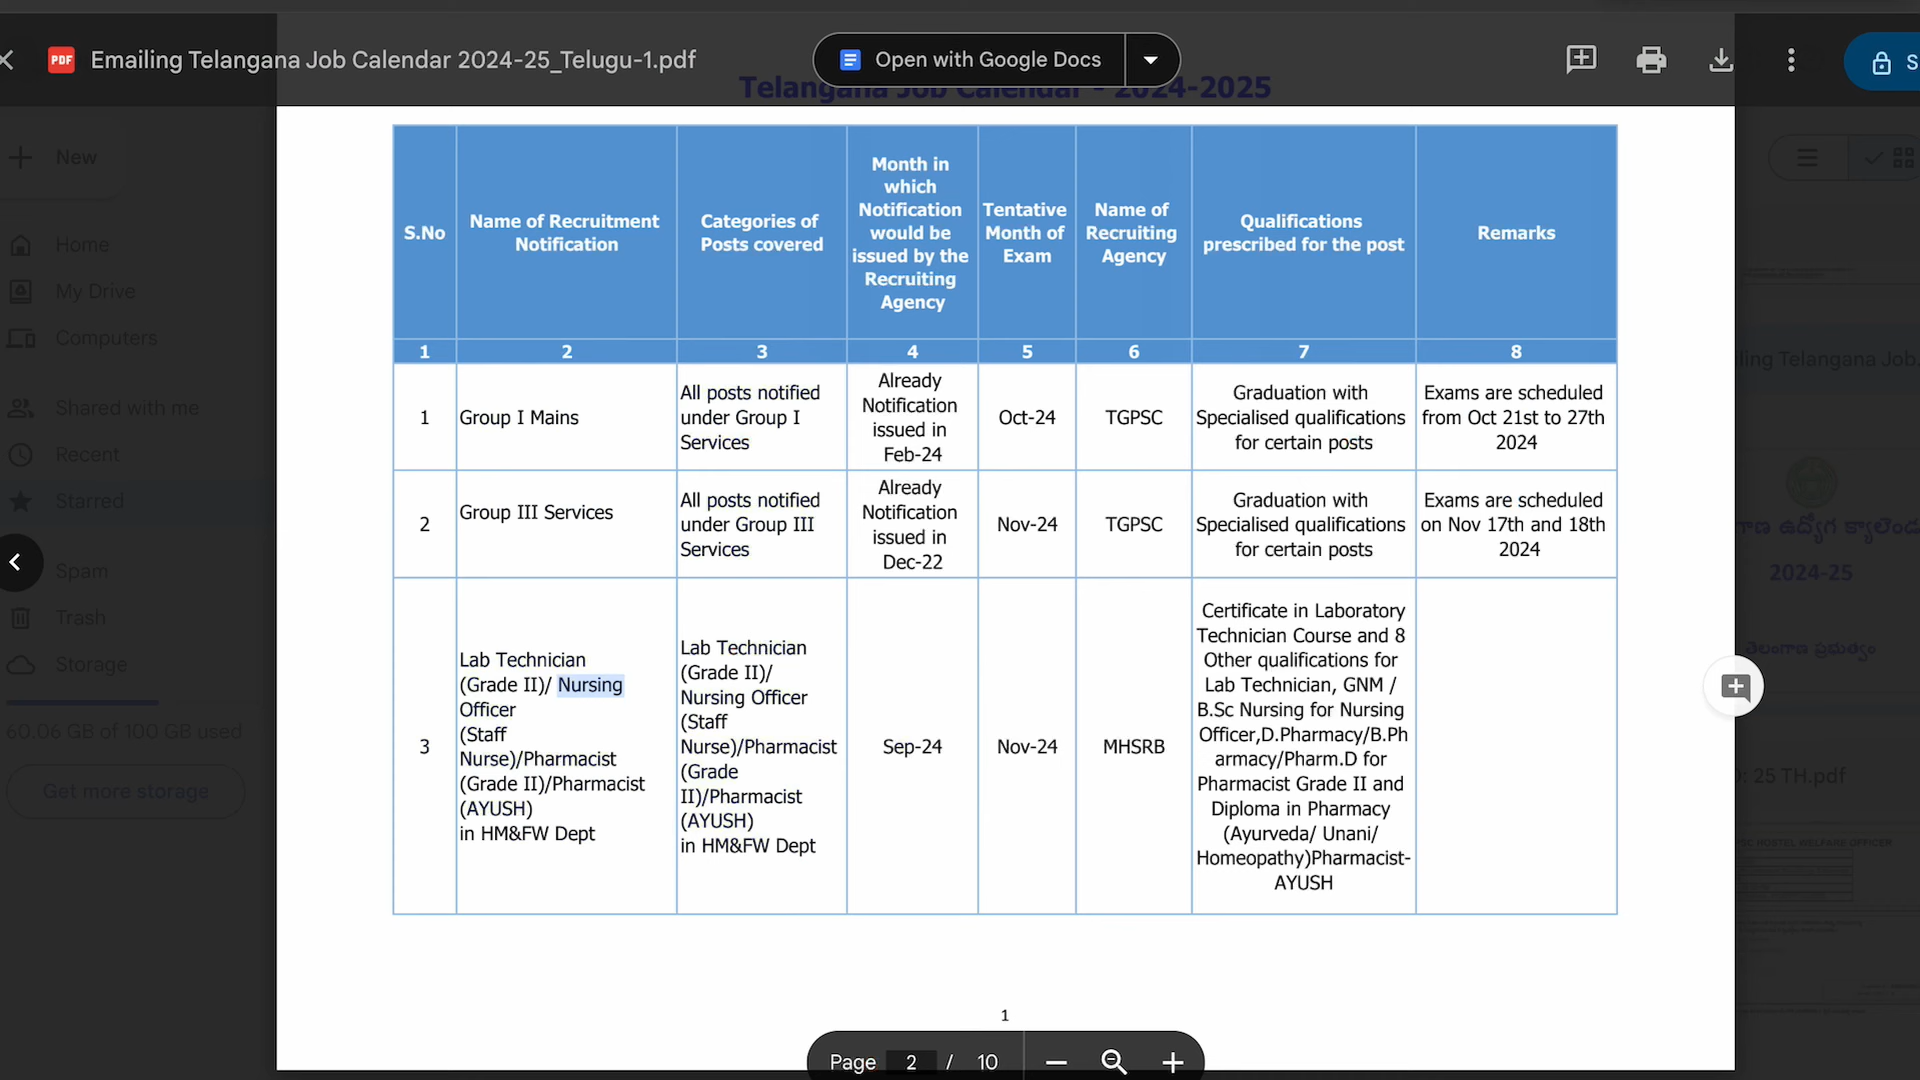 Emailing Telangana Job Calendar 2024-25_Telugu-1.pdf
PDF
Open with Google Docs
S
Telangana Job Calendar - 2024-2025
New
Home
My Drive
Computers
Shared with me
Recent
Starred
Spam
Trash
Storage
60.06 GB of 100 GB used
Get more storage
S.No
Name of Recruitment
Notification
Categories of
Posts covered
Month in
which
Notification
would be
issued by the
Recruiting
Agency
Tentative
Month of
Exam
Name of
Recruiting
Agency
Qualifications
prescribed for the post
Remarks
1 2 3 4 5 6 7 8
1
Group I Mains
All posts notified
under Group I
Services
Already
Notification
issued in
Feb-24
Oct-24
TGPSC
Graduation with
Specialised qualifications
for certain posts
Exams are scheduled
from Oct 21st to 27th
2024
2
Group III Services
All posts notified
under Group III
Services
Already
Notification
issued in
Dec-22
Nov-24
TGPSC
Graduation with
Specialised qualifications
for certain posts
Exams are scheduled
on Nov 17th and 18th
2024
3
Lab Technician
(Grade II)/ Nursing
Officer
(Staff
Nurse)/Pharmacist
(Grade II)/Pharmacist
(AYUSH)
in HM&FW Dept
Lab Technician
(Grade II)/
Nursing Officer
(Staff
Nurse)/Pharmacist
(Grade
II)/Pharmacist
(AYUSH)
in HM&FW Dept
Sep-24
Nov-24
MHSRB
Certificate in Laboratory
Technician Course and 8
Other qualifications for
Lab Technician, GNM /
B.Sc Nursing for Nursing
Officer,D.Pharmacy/B.Ph
armacy/Pharm.D for
Pharmacist Grade II and
Diploma in Pharmacy
(Ayurveda/ Unani/
Homeopathy)Pharmacist-
AYUSH
1
Page 2 / 10
ling Telangana Job.
ఉద్యోగ క్యాలెండ
2024-25
తెలంగాణ ప్రభుత్వం
25 TH.pdf
HOSTEL WELFARE OFFICER